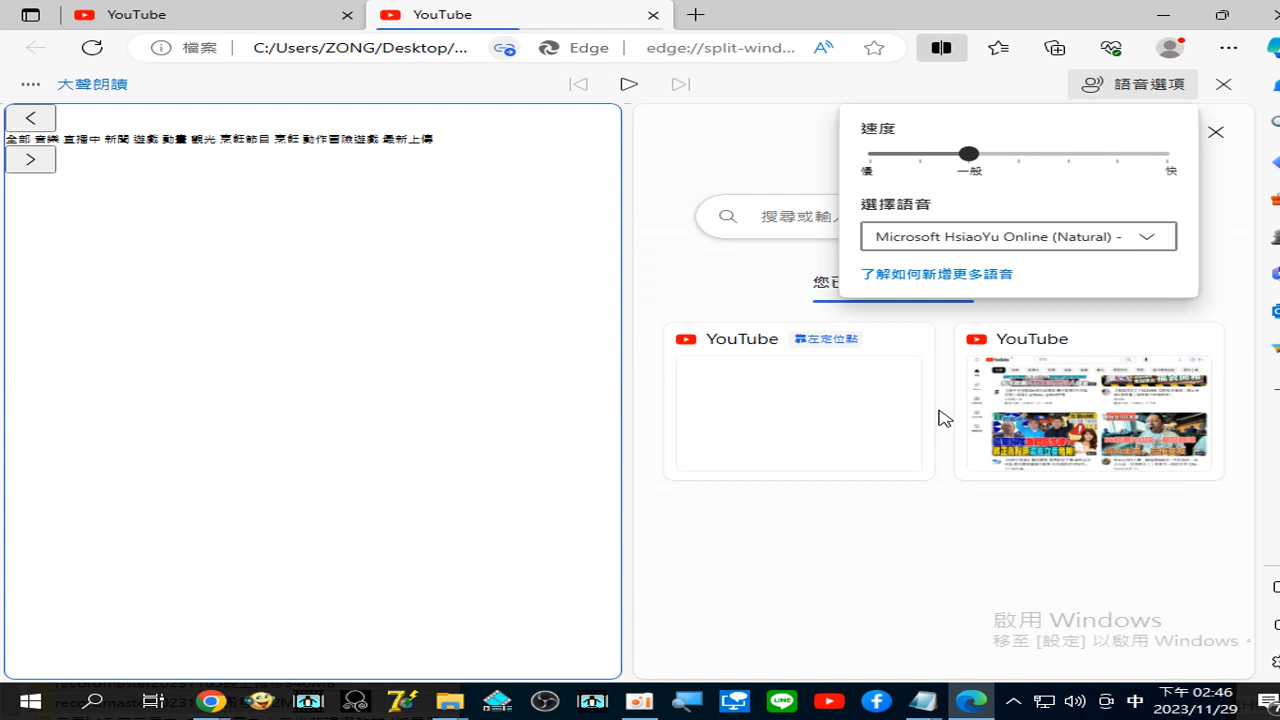 YouTube
YouTube
檔案
C:/Users/ZONG/Desktop/...
Edge
edge://split-wind...
大聲朗讀
語音選項
<
全部 音樂 直播中 新聞 遊戲 動畫 觀光 烹飪節目 烹飪 動作冒險遊戲 最新上傳
>
速度
慢
一般
快
選擇語音
Microsoft HsiaoYu Online (Natural) -
了解如何新增更多語音
搜尋或輸入
您已
YouTube 靠左定位點
YouTube
啟用 Windows
移至 [設定] 以啟用 Windows。
中
下午 02:46
2023/11/29